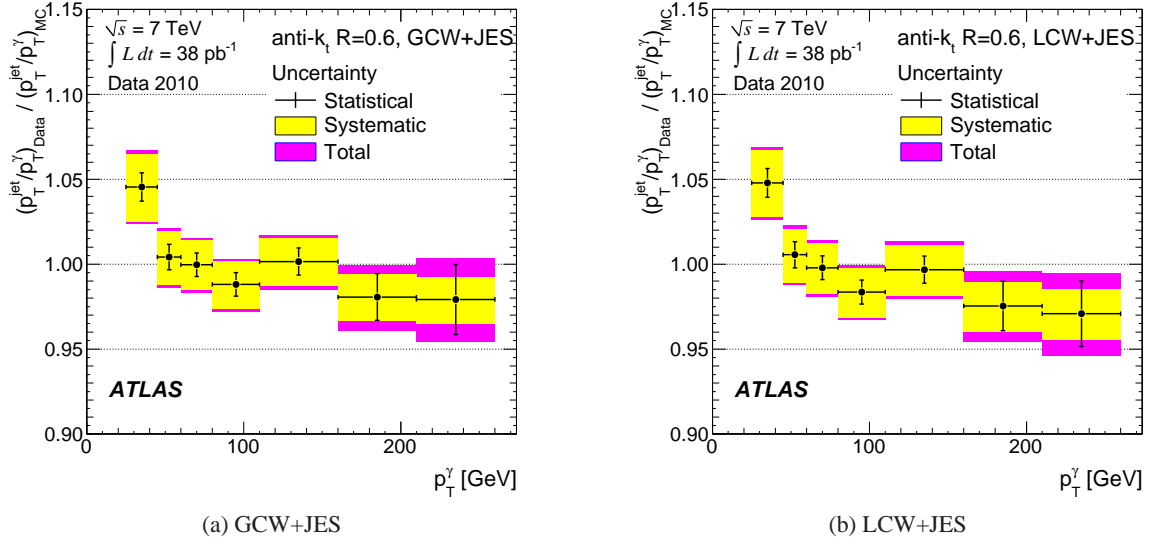 (p_T^jet/p_T^γ)_Data / (p_T^jet/p_T^γ)_MC
1.15
1.10
1.05
1.00
0.95
0.90
√s = 7 TeV
∫ L dt = 38 pb⁻¹
Data 2010
anti-k_t R=0.6, GCW+JES
Uncertainty
Statistical
Systematic
Total
ATLAS
0 100 200
p_T^γ [GeV]
(a) GCW+JES
(p_T^jet/p_T^γ)_Data / (p_T^jet/p_T^γ)_MC
1.15
1.10
1.05
1.00
0.95
0.90
√s = 7 TeV
∫ L dt = 38 pb⁻¹
Data 2010
anti-k_t R=0.6, LCW+JES
Uncertainty
Statistical
Systematic
Total
ATLAS
0 100 200
p_T^γ [GeV]
(b) LCW+JES